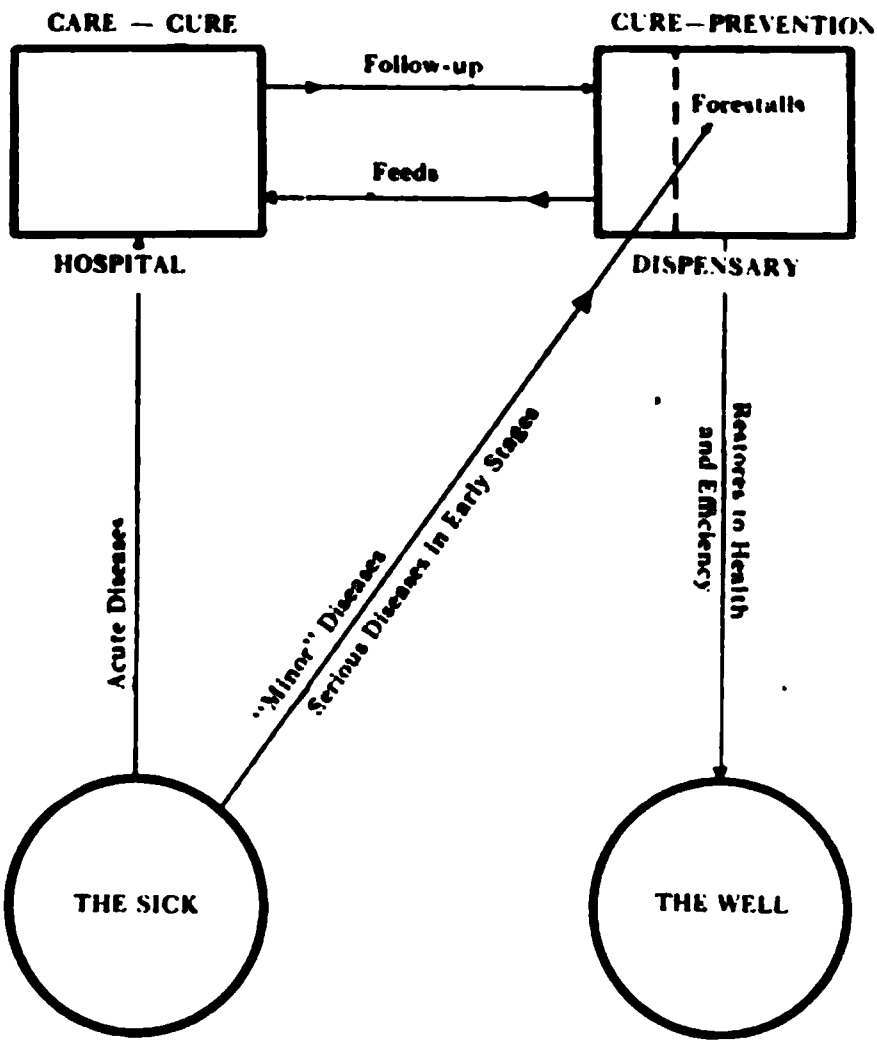 CARE – CURE
CURE–PREVENTION
Follow-up
Forestalls
Feeds
HOSPITAL
DISPENSARY
Acute Diseases
"Minor" Diseases
Serious Diseases in Early Stages
Restores to Health
and Efficiency
THE SICK
THE WELL